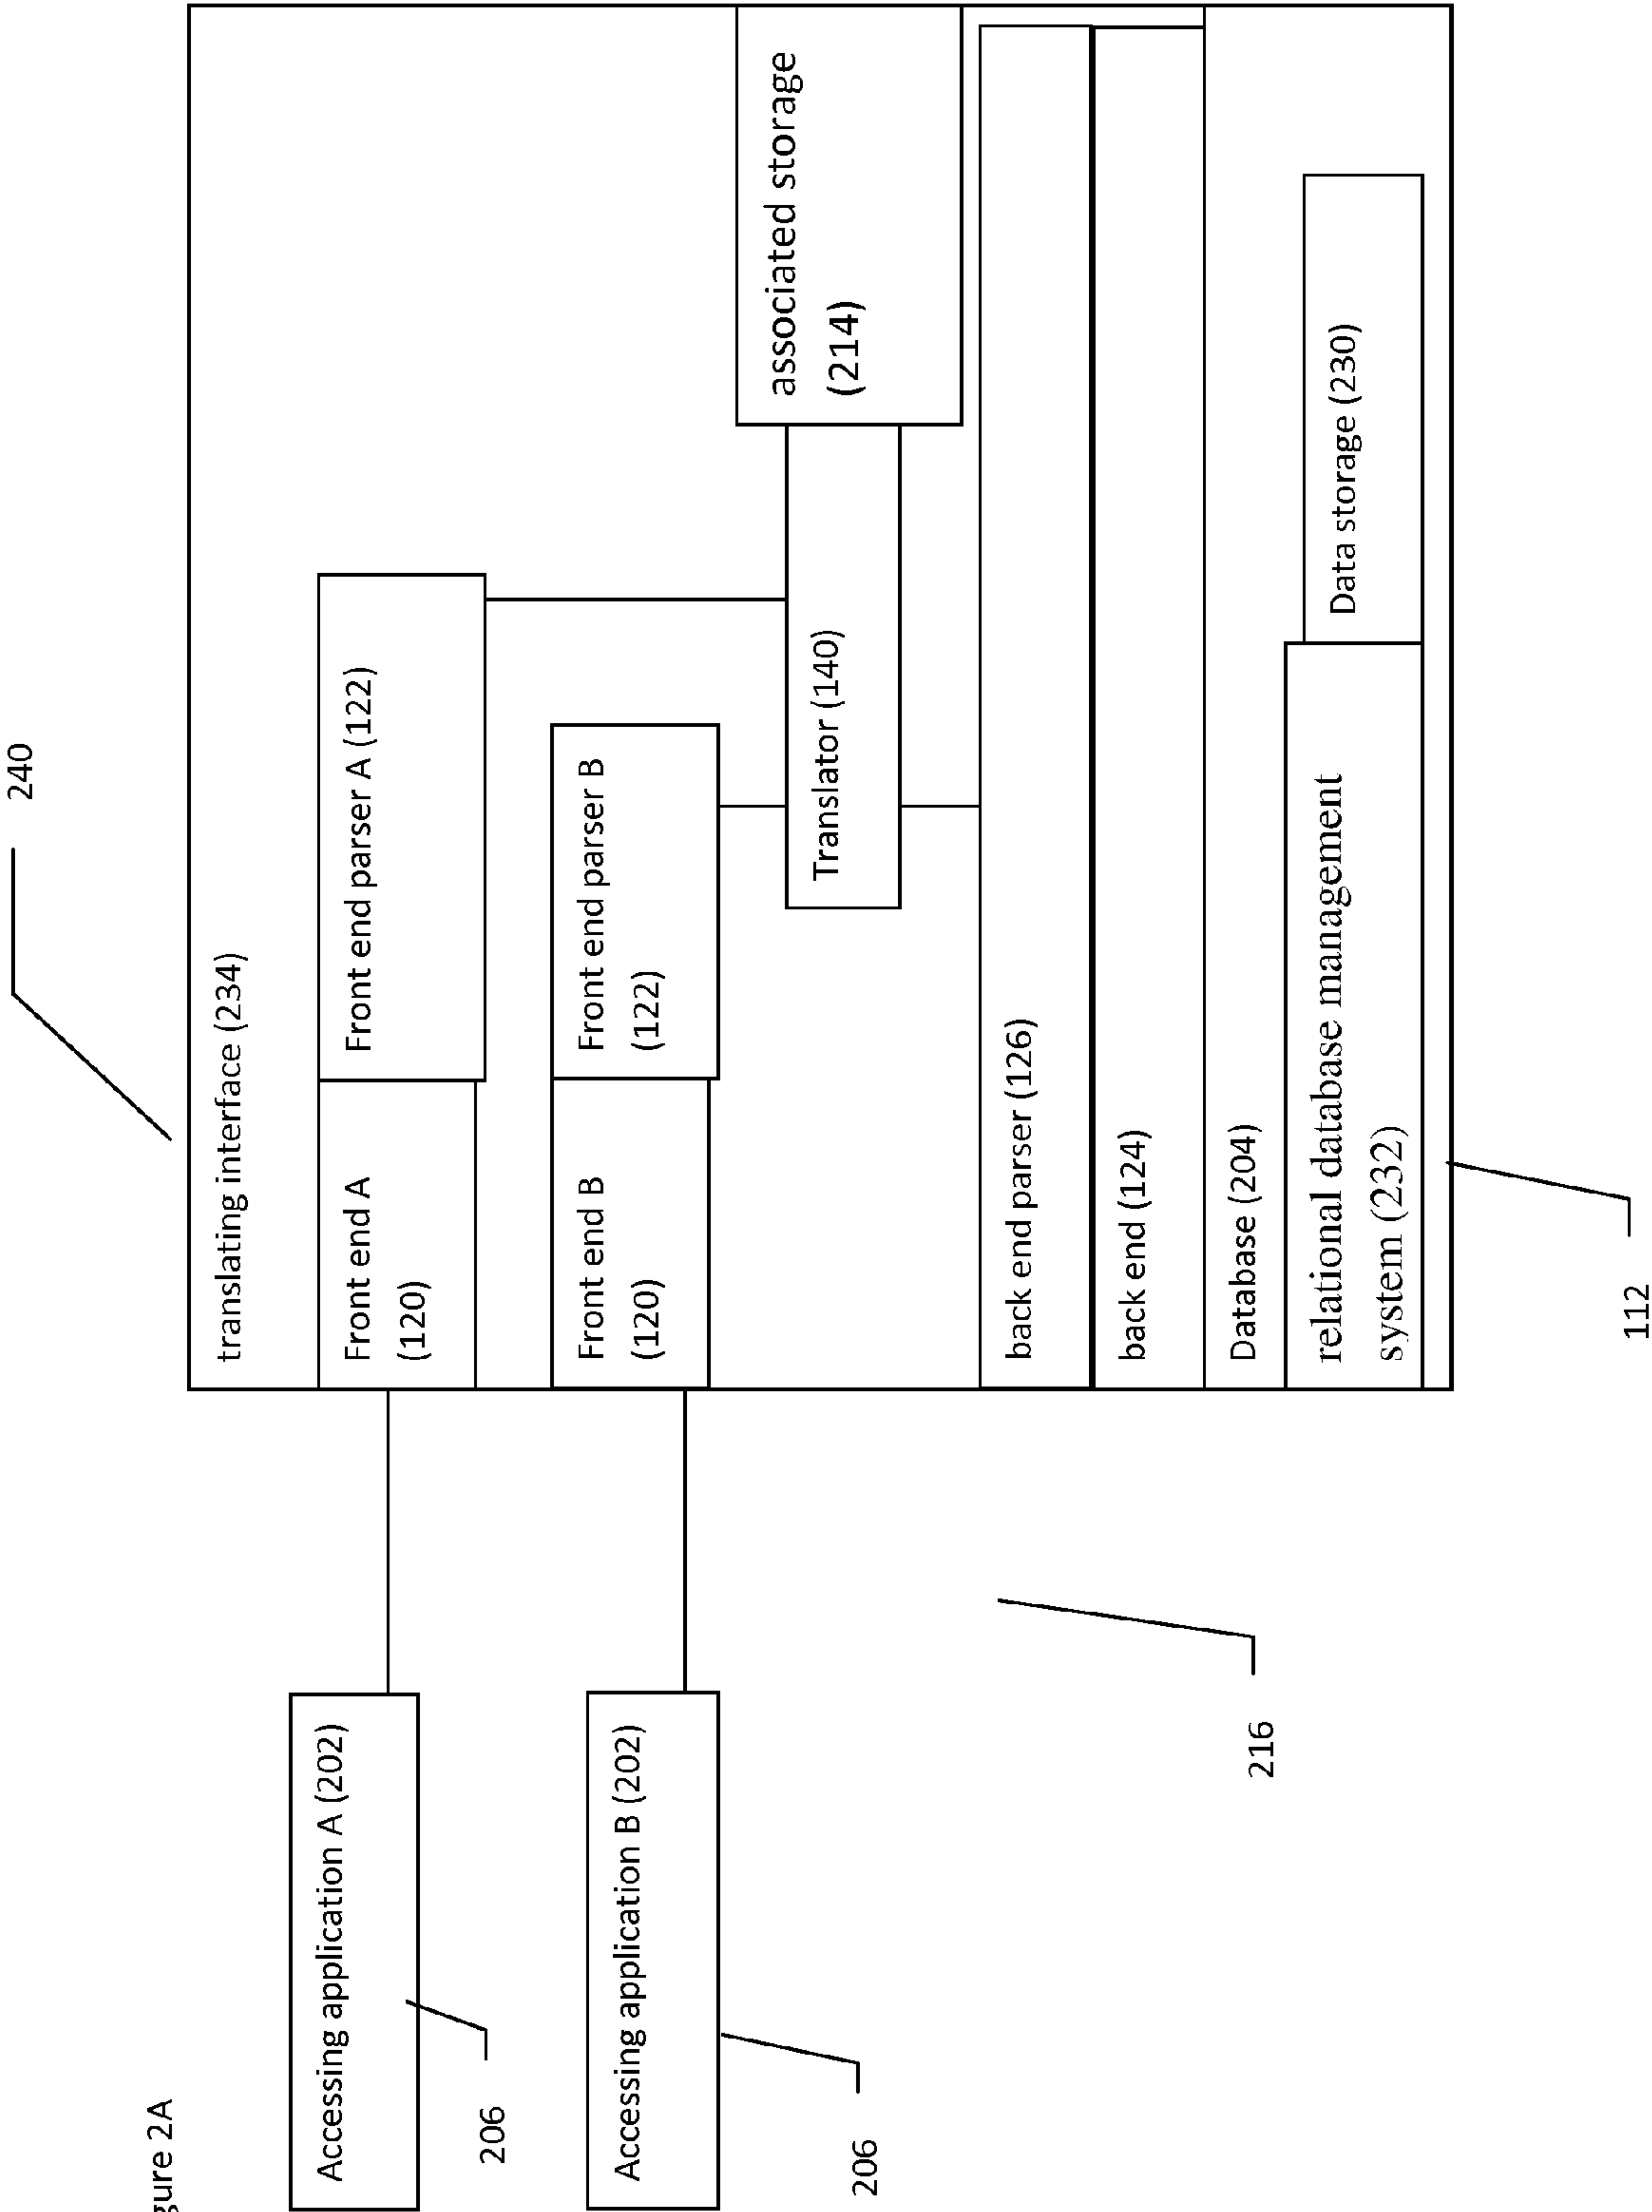 gure 2A
240
translating interface (234)
Accessing application A (202)
206
Front end A
(120)
Front end parser A (122)
Accessing application B (202)
206
Front end B
(120)
Front end parser B
(122)
Translator (140)
associated storage
(214)
back end parser (126)
back end (124)
Database (204)
relational database management
system (232)
Data storage (230)
216
112